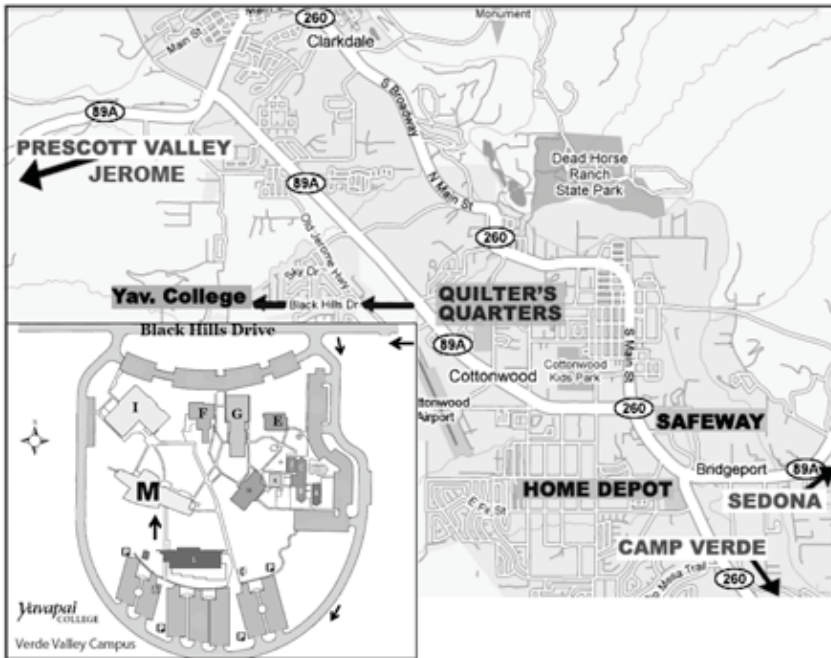 260
Monument
Main St
Clarkdale
S Broadway
89A
PRESCOTT VALLEY
JEROME
Dead Horse
Ranch
State Park
89A
N Main St
Old Jerome Hwy
260
Sky Dr
Yav. College
Black Hills Dr
QUILTER'S
QUARTERS
S Main St
Black Hills Drive
89A
Cottonwood
Cottonwood
Kids Park
ttonwood
Airport
260
SAFEWAY
I
F
G
E
Bridgeport
89A
M
HOME DEPOT
SEDONA
E Fir St
CAMP VERDE
Mesa Trail
260
L
Yavapai
COLLEGE
Verde Valley Campus